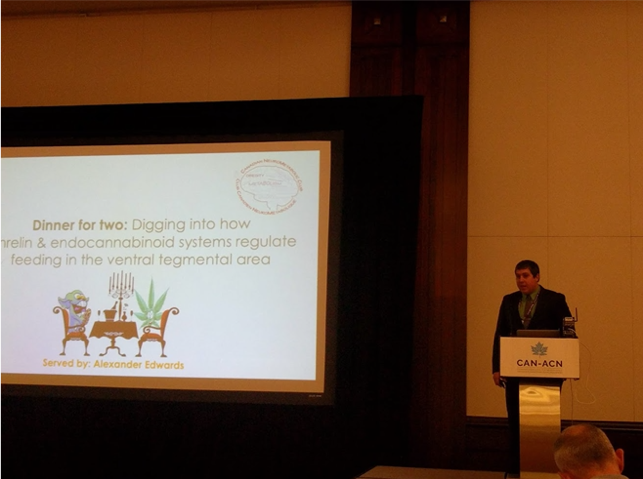 Dinner for two: Digging into how
hrelin & endocannabinoid systems regulate
feeding in the ventral tegmental area
Served by: Alexander Edwards
CAN-ACN